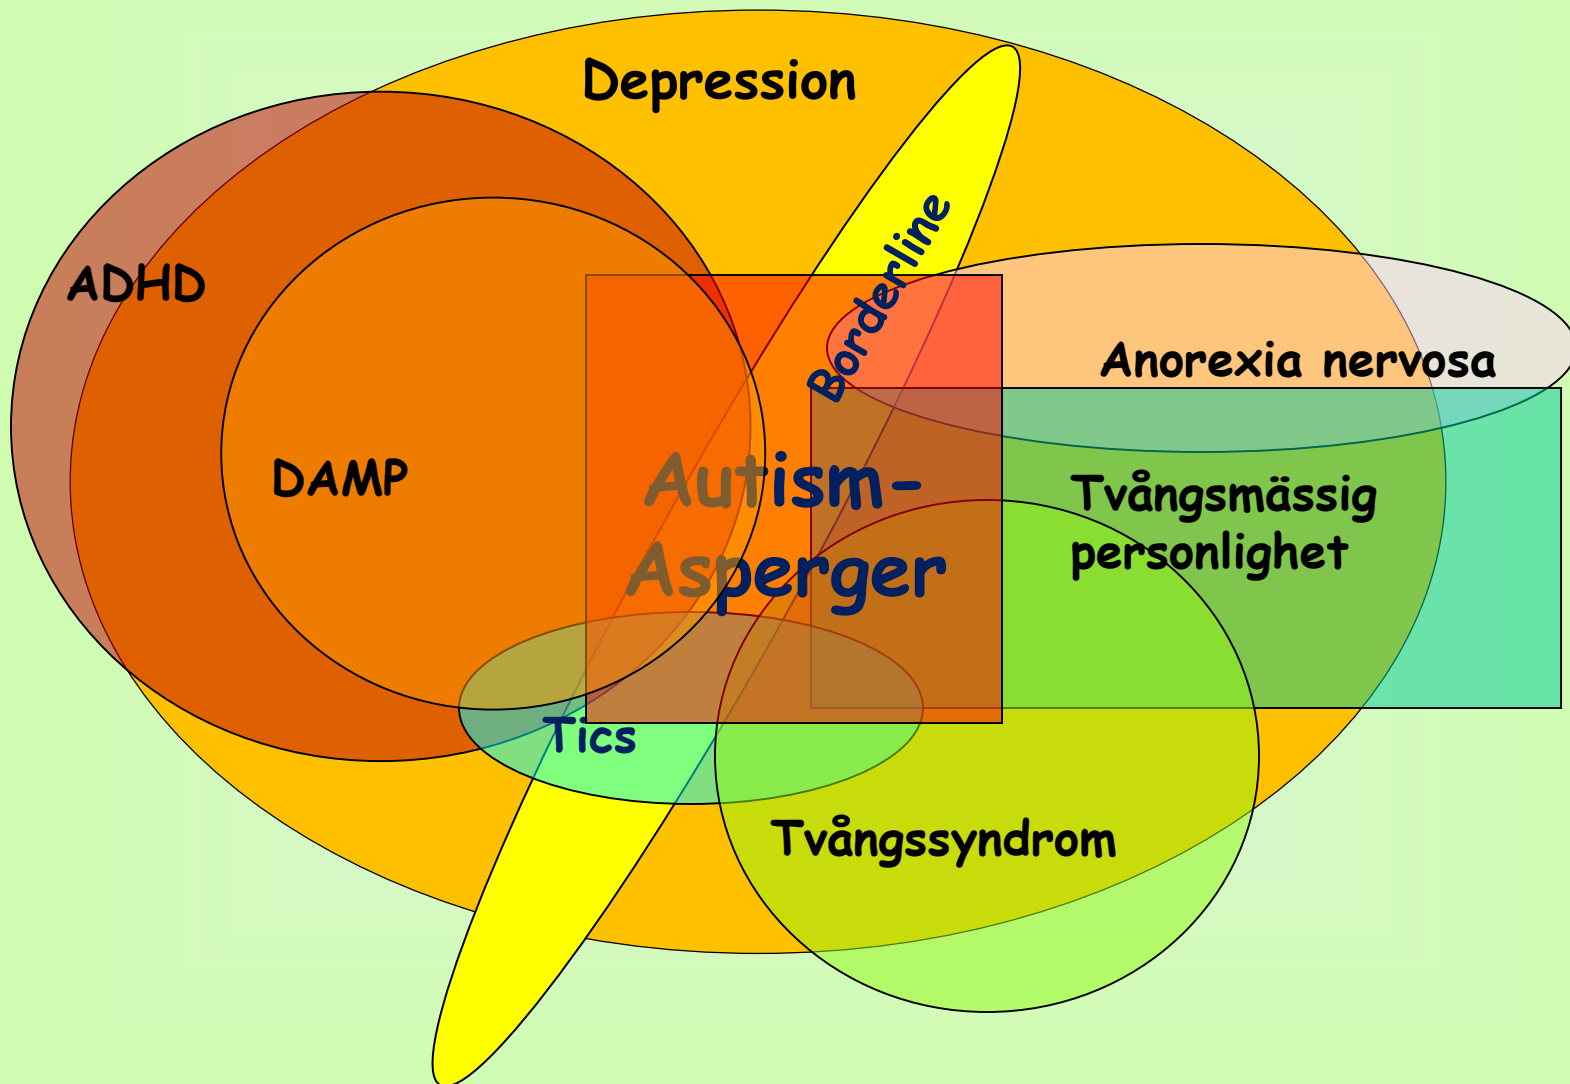 Depression
Borderline
ADHD
Anorexia nervosa
DAMP
Autism-
Asperger
Tvångsmässig
personlighet
Tics
Tvångssyndrom